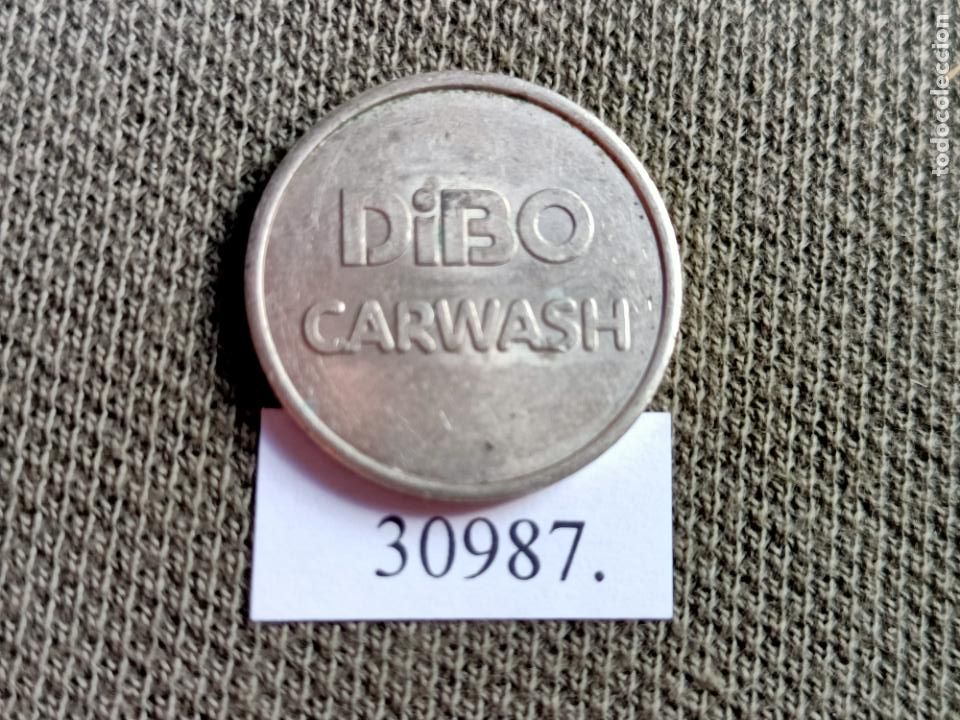 DiBO
CARWASH
30987.
todocoleccion